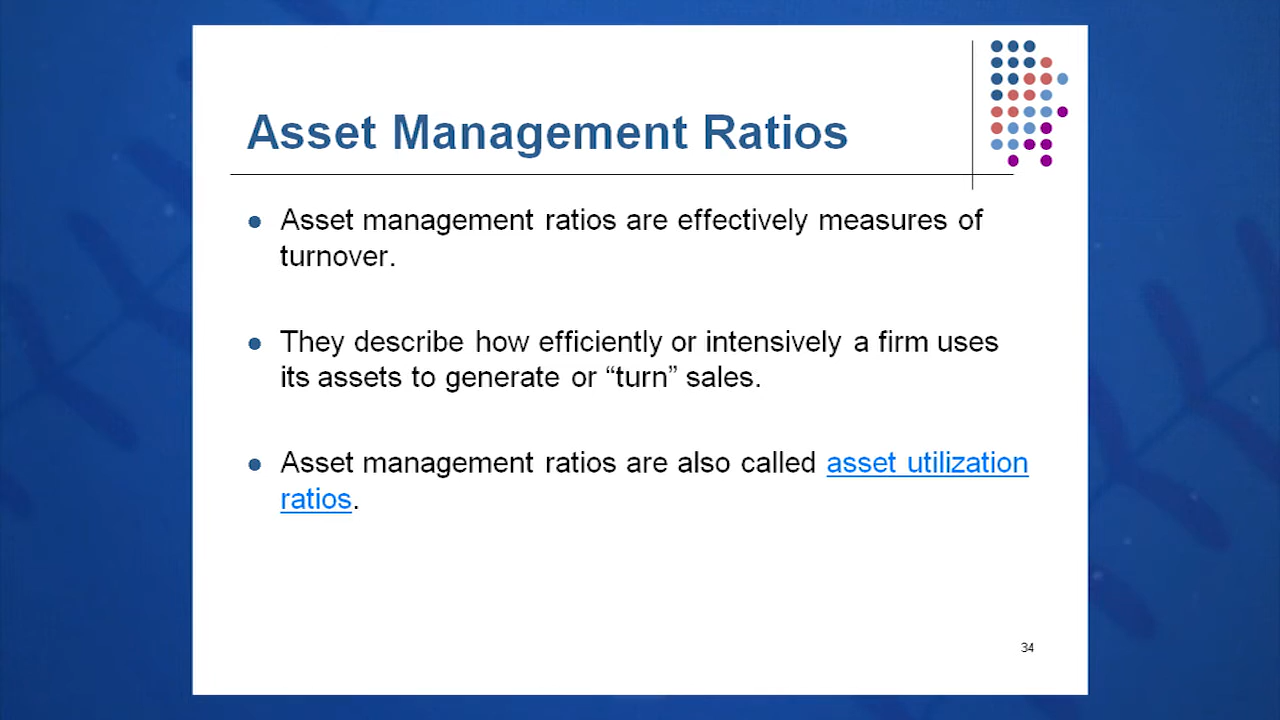 Asset Management Ratios
Asset management ratios are effectively measures of
turnover.
They describe how efficiently or intensively a firm uses
its assets to generate or “turn” sales.
Asset management ratios are also called asset utilization
ratios.
34